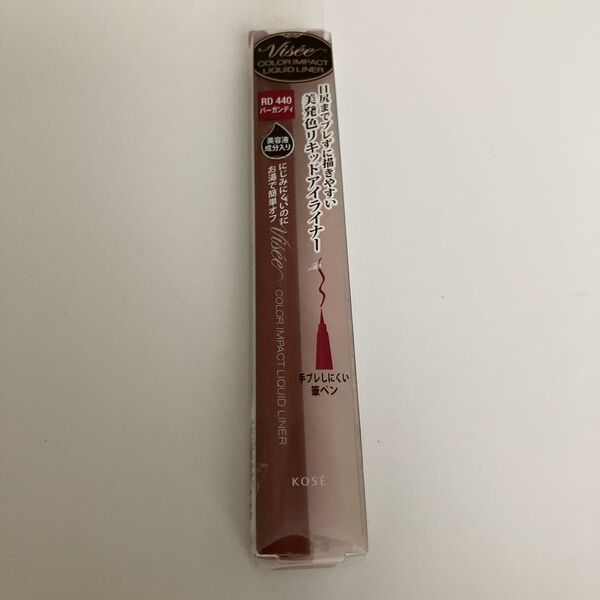 Visée
COLOR IMPACT
LIQUID LINER
RD 440
バーガンディ
美容液
成分入り
にじみにくいのに
お湯で簡単オフ
目尻までブレずに描きやすい
美発色リキッドアイライナー
Visée
COLOR IMPACT LIQUID LINER
手ブレしにくい
筆ペン
KOSÉ